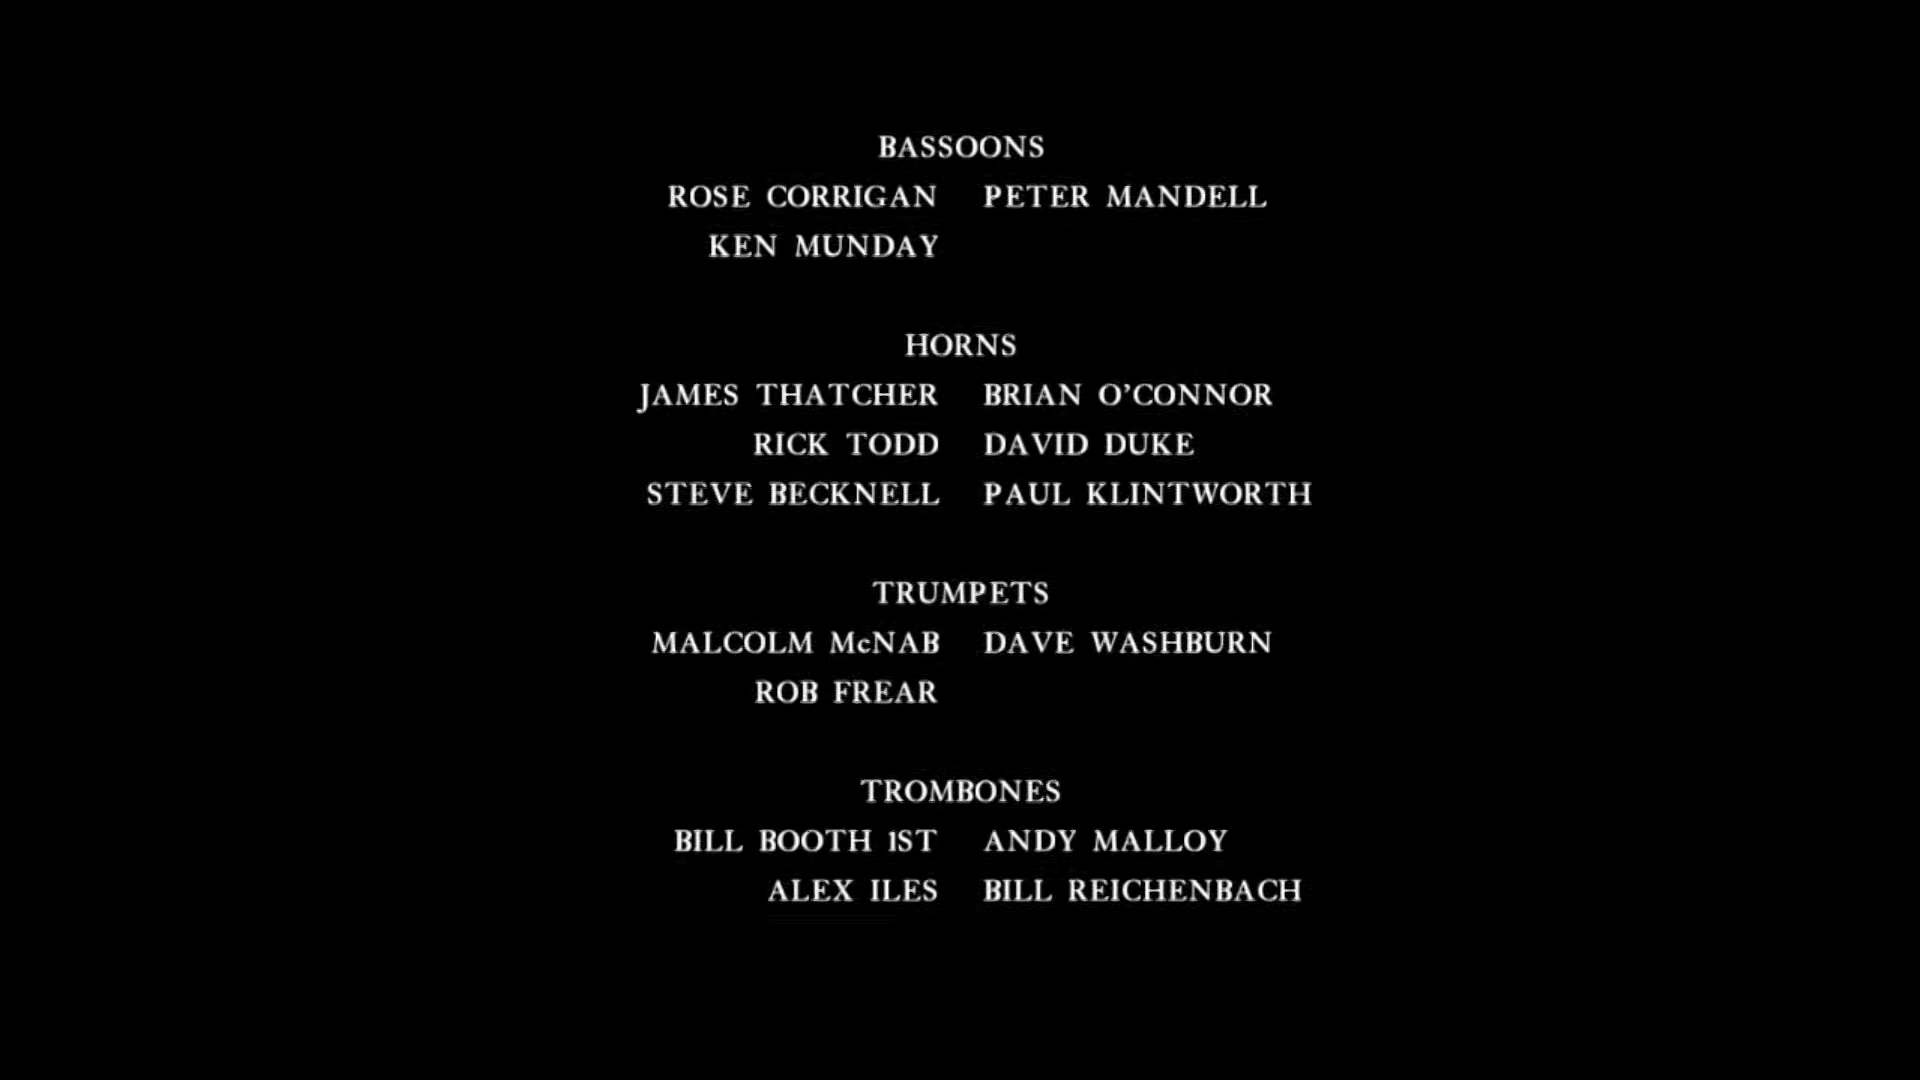 BASSOONS
ROSE CORRIGAN PETER MANDELL
KEN MUNDAY
HORNS
JAMES THATCHER BRIAN O’CONNOR
RICK TODD DAVID DUKE
STEVE BECKNELL PAUL KLINTWORTH
TRUMPETS
MALCOLM McNAB DAVE WASHBURN
ROB FREAR
TROMBONES
BILL BOOTH 1ST ANDY MALLOY
ALEX ILES BILL REICHENBACH